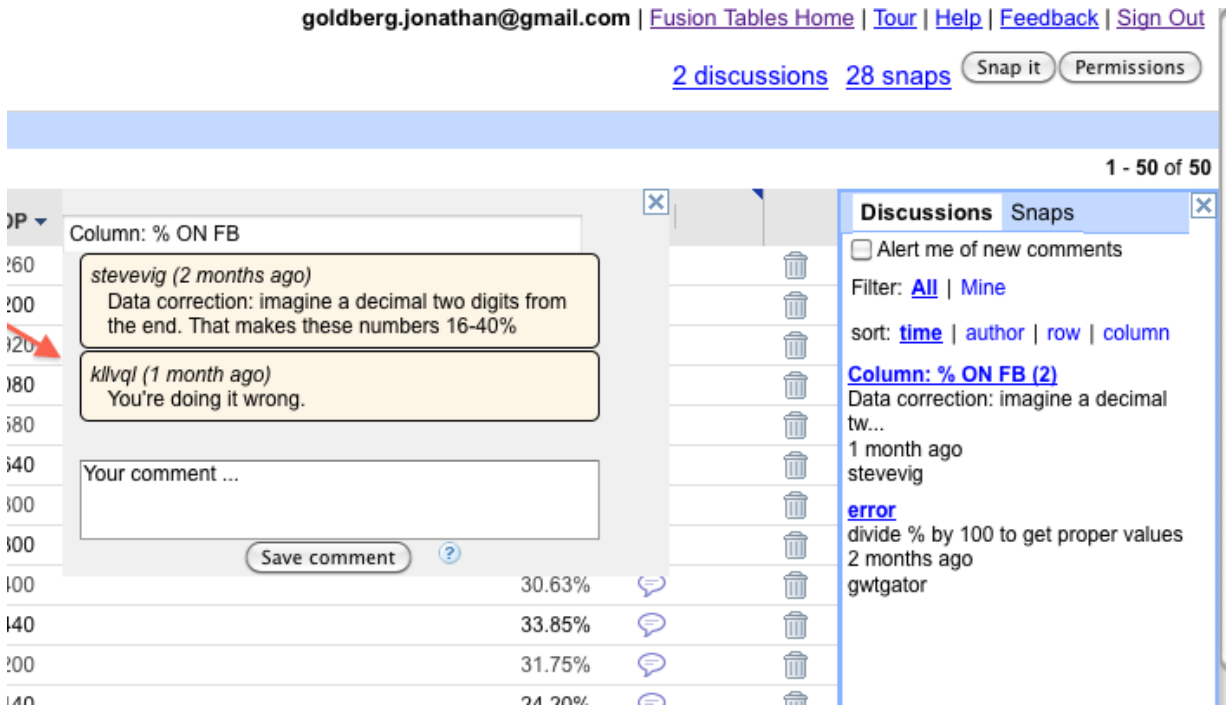 goldberg.jonathan@gmail.com | Fusion Tables Home | Tour | Help | Feedback | Sign Out
2 discussions 28 snaps Snap it Permissions
1 - 50 of 50
Column: % ON FB
stevevig (2 months ago)
Data correction: imagine a decimal two digits from
the end. That makes these numbers 16-40%
kllvql (1 month ago)
You're doing it wrong.
Your comment ...
Save comment ?
30.63%
33.85%
31.75%
24.20%
Discussions Snaps
Alert me of new comments
Filter: All | Mine
sort: time | author | row | column
Column: % ON FB (2)
Data correction: imagine a decimal
tw...
1 month ago
stevevig
error
divide % by 100 to get proper values
2 months ago
gwtgator